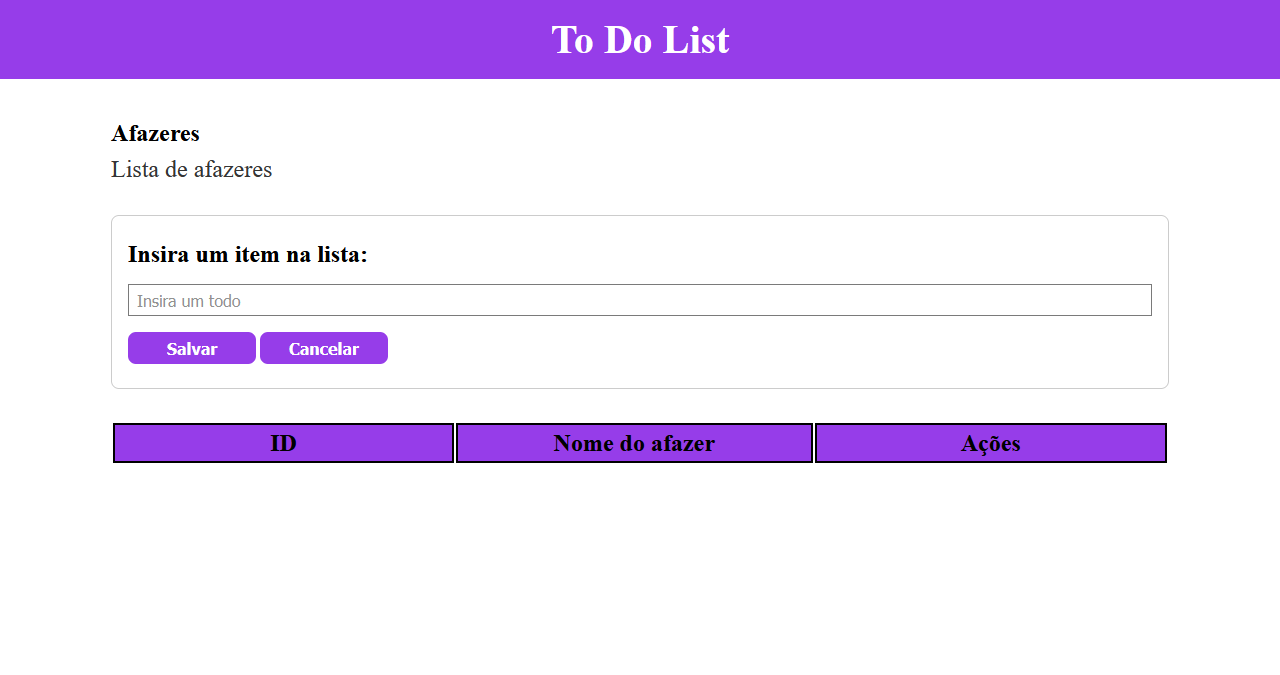 To Do List
Afazeres
Lista de afazeres
Insira um item na lista:
Insira um todo
Salvar Cancelar
ID Nome do afazer Ações